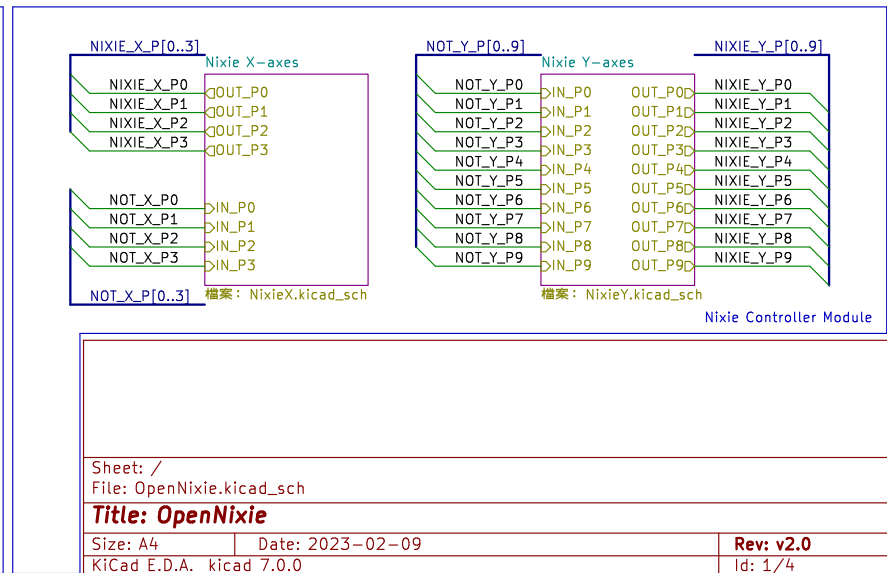 NIXIE_X_P[0..3]
Nixie X-axes
NIXIE_X_P0
OUT_P0
NIXIE_X_P1
OUT_P1
NIXIE_X_P2
OUT_P2
NIXIE_X_P3
OUT_P3
NOT_X_P0
IN_P0
NOT_X_P1
IN_P1
NOT_X_P2
IN_P2
NOT_X_P3
IN_P3
NOT_X_P[0..3]
檔案: NixieX.kicad_sch
NOT_Y_P[0..9]
Nixie Y-axes
NIXIE_Y_P[0..9]
NOT_Y_P0
IN_P0
OUT_P0
NIXIE_Y_P0
NOT_Y_P1
IN_P1
OUT_P1
NIXIE_Y_P1
NOT_Y_P2
IN_P2
OUT_P2
NIXIE_Y_P2
NOT_Y_P3
IN_P3
OUT_P3
NIXIE_Y_P3
NOT_Y_P4
IN_P4
OUT_P4
NIXIE_Y_P4
NOT_Y_P5
IN_P5
OUT_P5
NIXIE_Y_P5
NOT_Y_P6
IN_P6
OUT_P6
NIXIE_Y_P6
NOT_Y_P7
IN_P7
OUT_P7
NIXIE_Y_P7
NOT_Y_P8
IN_P8
OUT_P8
NIXIE_Y_P8
NOT_Y_P9
IN_P9
OUT_P9
NIXIE_Y_P9
檔案: NixieY.kicad_sch
Nixie Controller Module
Sheet: /
File: OpenNixie.kicad_sch
Title: OpenNixie
Size: A4
Date: 2023-02-09
Rev: v2.0
KiCad E.D.A. kicad 7.0.0
Id: 1/4